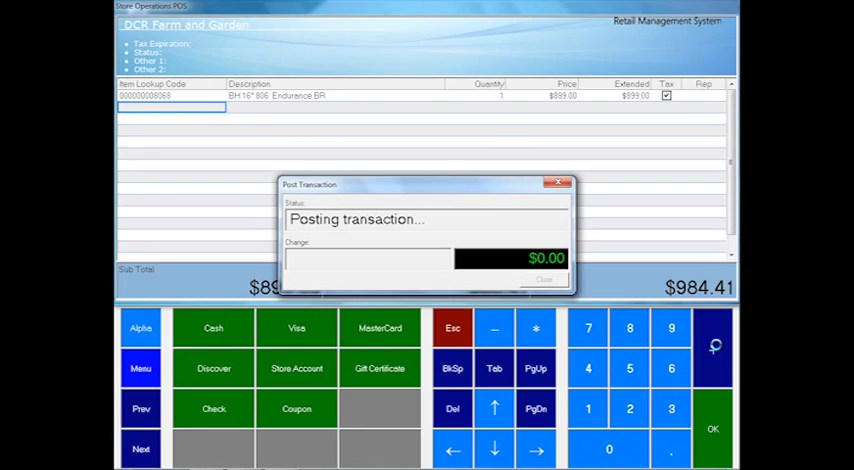 Store Operations POS
DCR Farm and Garden
Retail Management System
Tax Expiration:
Status:
Other 1:
Other 2:
Item Lookup Code Description Quantity Price Extended Tax Rep
000000008068 BH 16" 806 Endurance BR 1 $899.00 $899.00
Post Transaction
Status:
Posting transaction...
Change:
$0.00
Close
Sub Total
$984.41
Alpha Cash Visa MasterCard Esc – * 7 8 9
Menu Discover Store Account Gift Certificate BkSp Tab PgUp 4 5 6
Prev Check Coupon Del ↑ PgDn 1 2 3 OK
Next ← ↓ → 0 .